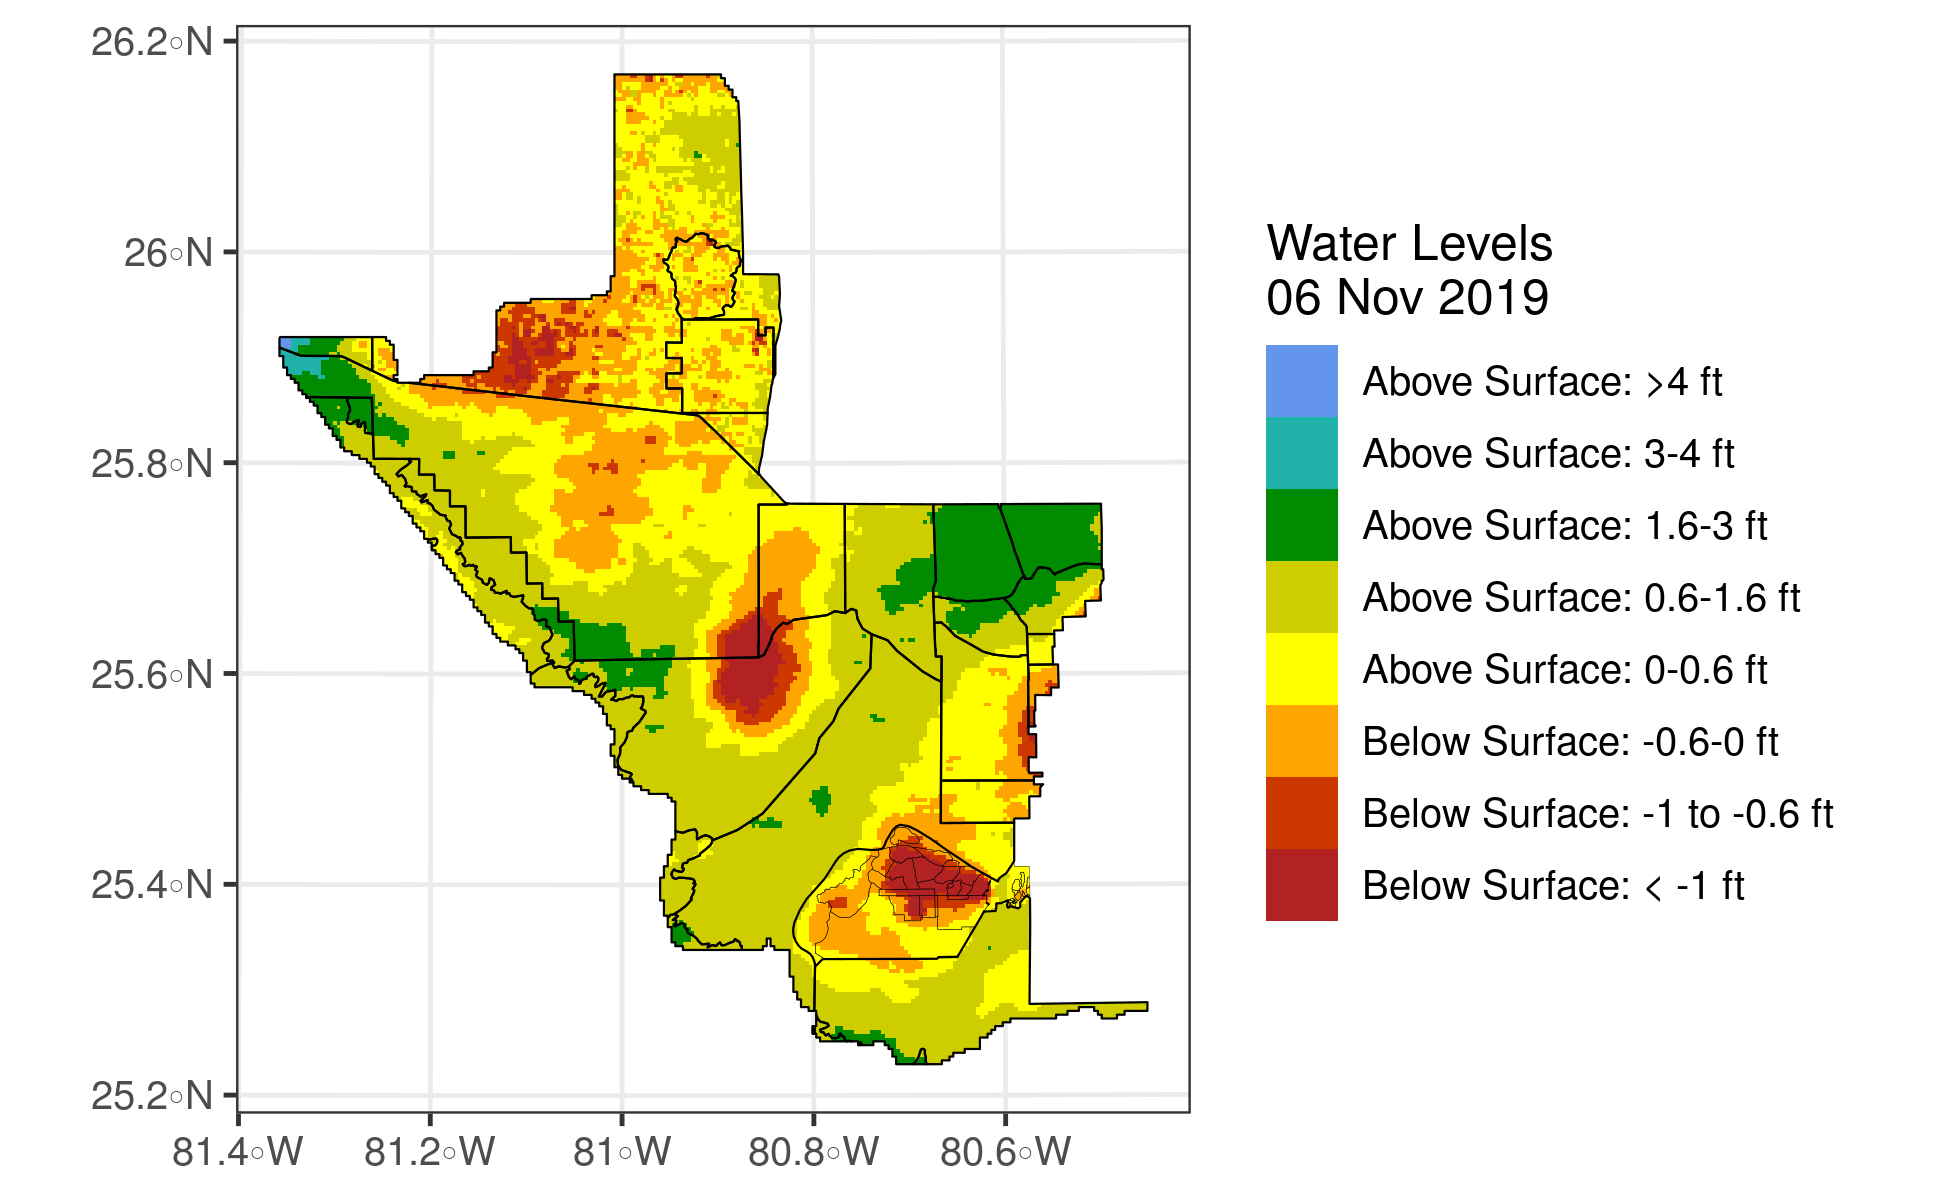 26.2°N
26°N
25.8°N
25.6°N
25.4°N
25.2°N
81.4°W
81.2°W
81°W
80.8°W
80.6°W
Water Levels
06 Nov 2019
Above Surface: >4 ft
Above Surface: 3-4 ft
Above Surface: 1.6-3 ft
Above Surface: 0.6-1.6 ft
Above Surface: 0-0.6 ft
Below Surface: -0.6-0 ft
Below Surface: -1 to -0.6 ft
Below Surface: < -1 ft